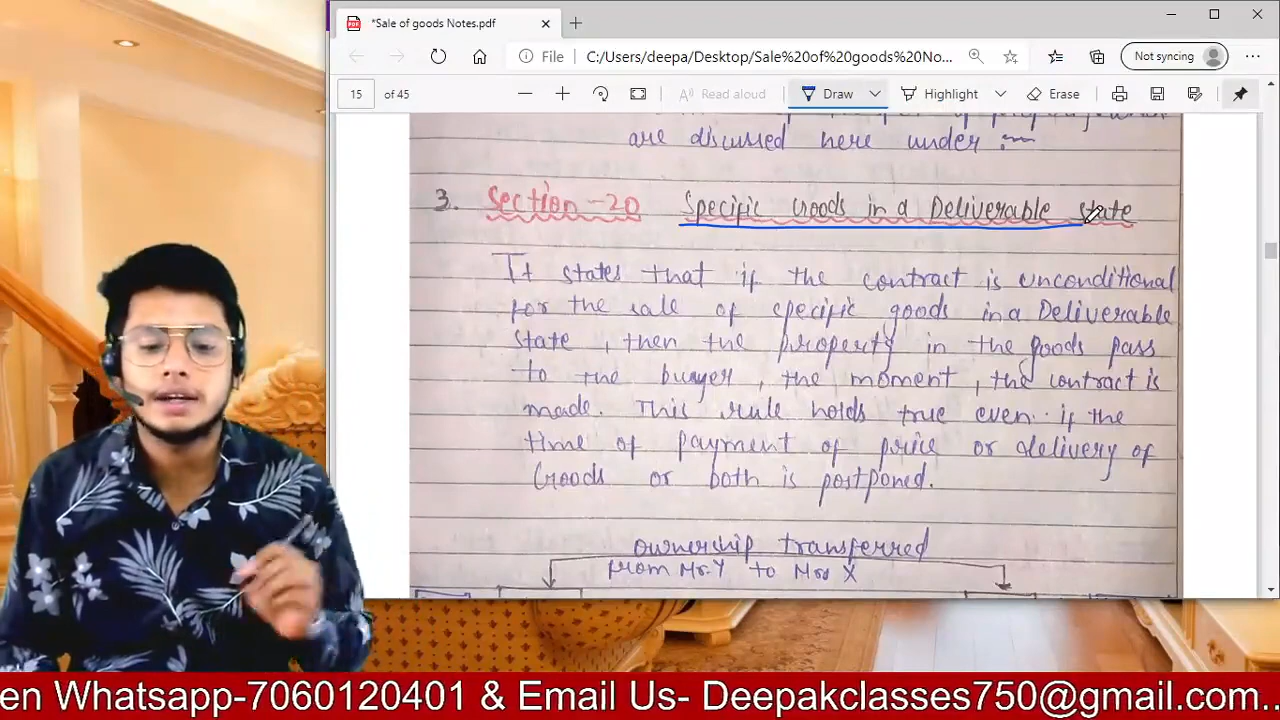 *Sale of goods Notes.pdf
File C:/Users/deepa/Desktop/Sale%20of%20goods%20No... Not syncing
15 of 45 Read aloud Draw Highlight Erase
are discussed here under :-
3. Section-20 Specific Goods in a Deliverable State
It states that if the contract is unconditional
for the sale of specific goods in a Deliverable
state, then the property in the goods pass
to the buyer, the moment, the contract is
made. This rule holds true even if the
time of payment of price or delivery of
Goods or both is postponed.
ownership transferred
from Mr. Y to Mrs X
en Whatsapp-7060120401 & Email Us- Deepakclasses750@gmail.com..